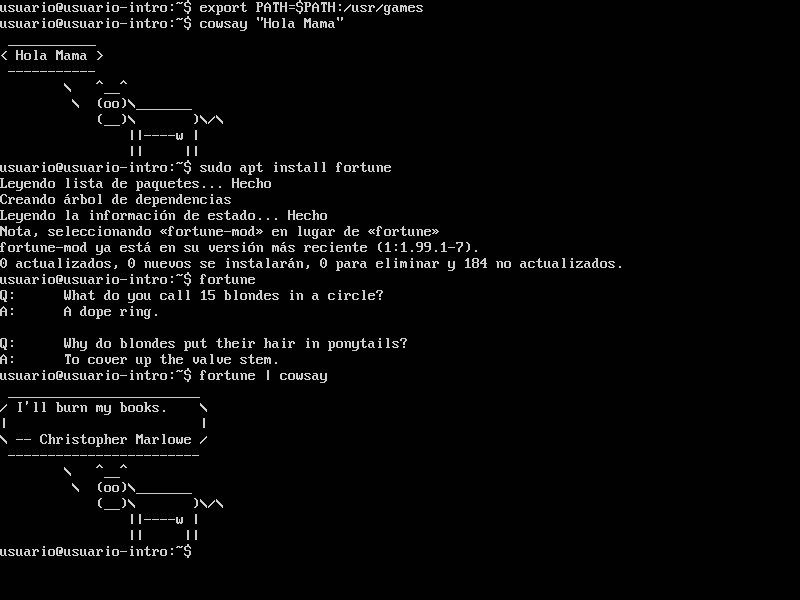 usuario@usuario-intro:~$ export PATH=$PATH:/usr/games
usuario@usuario-intro:~$ cowsay "Hola Mama"
 ___________
< Hola Mama >
 -----------
        \   ^__^
         \  (oo)\_______
            (__)\       )\/\
                ||----w |
                ||     ||
usuario@usuario-intro:~$ sudo apt install fortune
Leyendo lista de paquetes... Hecho
Creando árbol de dependencias
Leyendo la información de estado... Hecho
Nota, seleccionando «fortune-mod» en lugar de «fortune»
fortune-mod ya está en su versión más reciente (1:1.99.1-7).
0 actualizados, 0 nuevos se instalarán, 0 para eliminar y 184 no actualizados.
usuario@usuario-intro:~$ fortune
Q:      What do you call 15 blondes in a circle?
A:      A dope ring.

Q:      Why do blondes put their hair in ponytails?
A:      To cover up the valve stem.
usuario@usuario-intro:~$ fortune | cowsay
 ________________________
/ I'll burn my books.    \
|                        |
\ -- Christopher Marlowe /
 ------------------------
        \   ^__^
         \  (oo)\_______
            (__)\       )\/\
                ||----w |
                ||     ||
usuario@usuario-intro:~$